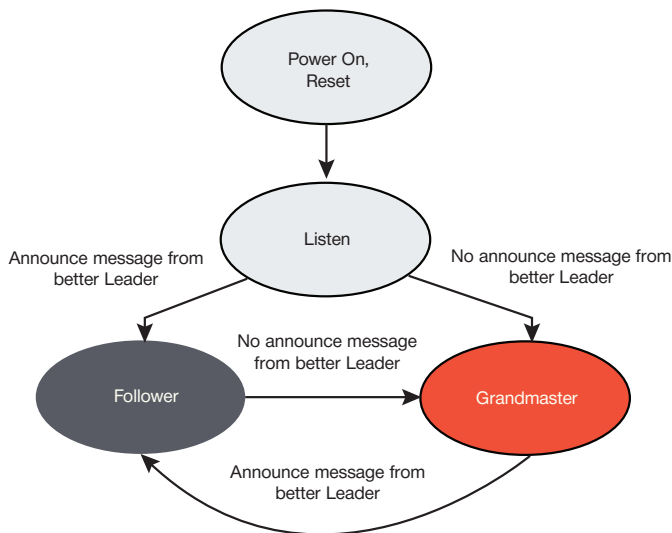 Power On,
Reset
Listen
Announce message from
better Leader
No announce message from
better Leader
No announce message
from better Leader
Follower
Grandmaster
Announce message from
better Leader